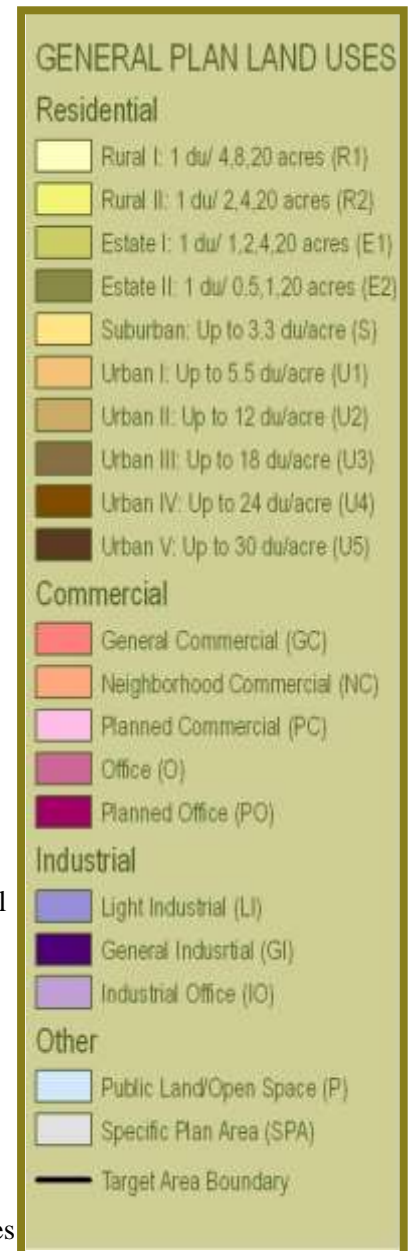 GENERAL PLAN LAND USES
Residential
Rural I: 1 du/ 4,8,20 acres (R1)
Rural II: 1 du/ 2,4,20 acres (R2)
Estate I: 1 du/ 1,2,4,20 acres (E1)
Estate II: 1 du/ 0.5,1,20 acres (E2)
Suburban: Up to 3.3 du/acre (S)
Urban I: Up to 5.5 du/acre (U1)
Urban II: Up to 12 du/acre (U2)
Urban III: Up to 18 du/acre (U3)
Urban IV: Up to 24 du/acre (U4)
Urban V: Up to 30 du/acre (U5)
Commercial
General Commercial (GC)
Neighborhood Commercial (NC)
Planned Commercial (PC)
Office (O)
Planned Office (PO)
Industrial
Light Industrial (LI)
General Indusrtial (GI)
Industrial Office (IO)
Other
Public Land/Open Space (P)
Specific Plan Area (SPA)
Target Area Boundary